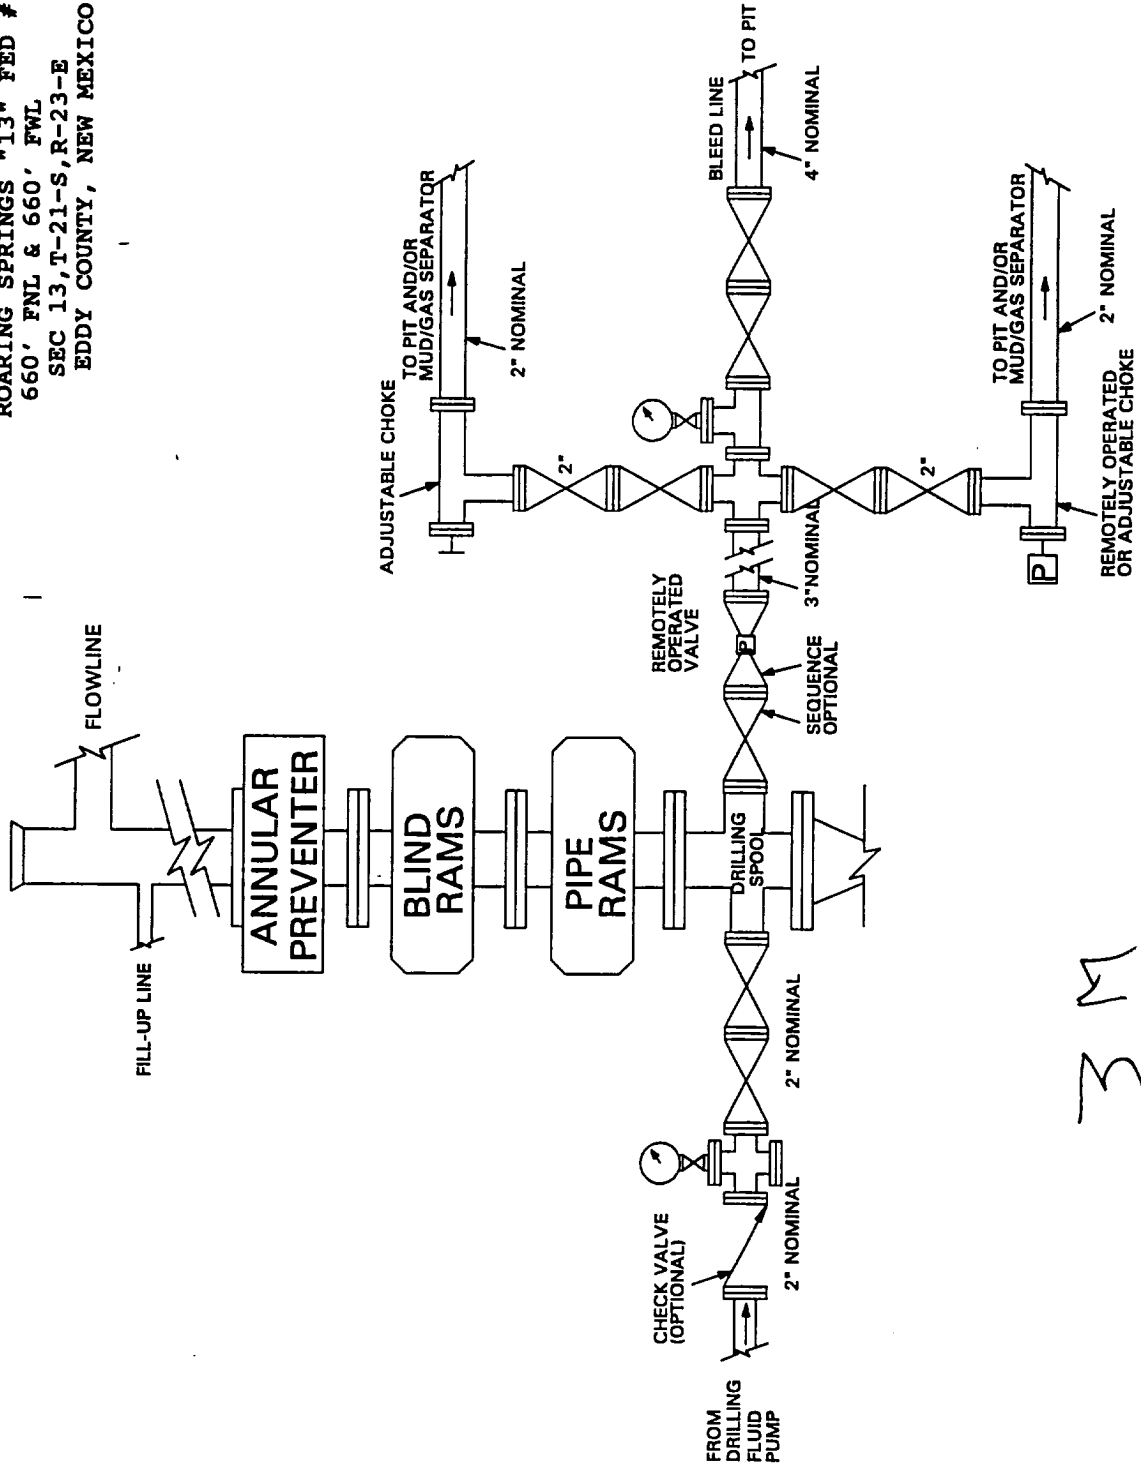 ROARING SPRINGS "13" FED #
660' FNL & 660' FWL
SEC 13,T-21-S,R-23-E
EDDY COUNTY, NEW MEXICO
FILL-UP LINE
FLOWLINE
ANNULAR
PREVENTER
BLIND
RAMS
PIPE
RAMS
DRILLING
SPOOL
FROM
DRILLING
FLUID
PUMP
CHECK VALVE
(OPTIONAL)
2" NOMINAL
2" NOMINAL
REMOTELY
OPERATED
VALVE
P
SEQUENCE
OPTIONAL
3"NOMINAL
ADJUSTABLE CHOKE
TO PIT AND/OR
MUD/GAS SEPARATOR
2" NOMINAL
2"
BLEED LINE
TO PIT
4" NOMINAL
2"
TO PIT AND/OR
MUD/GAS SEPARATOR
2" NOMINAL
P
REMOTELY OPERATED
OR ADJUSTABLE CHOKE
3 M